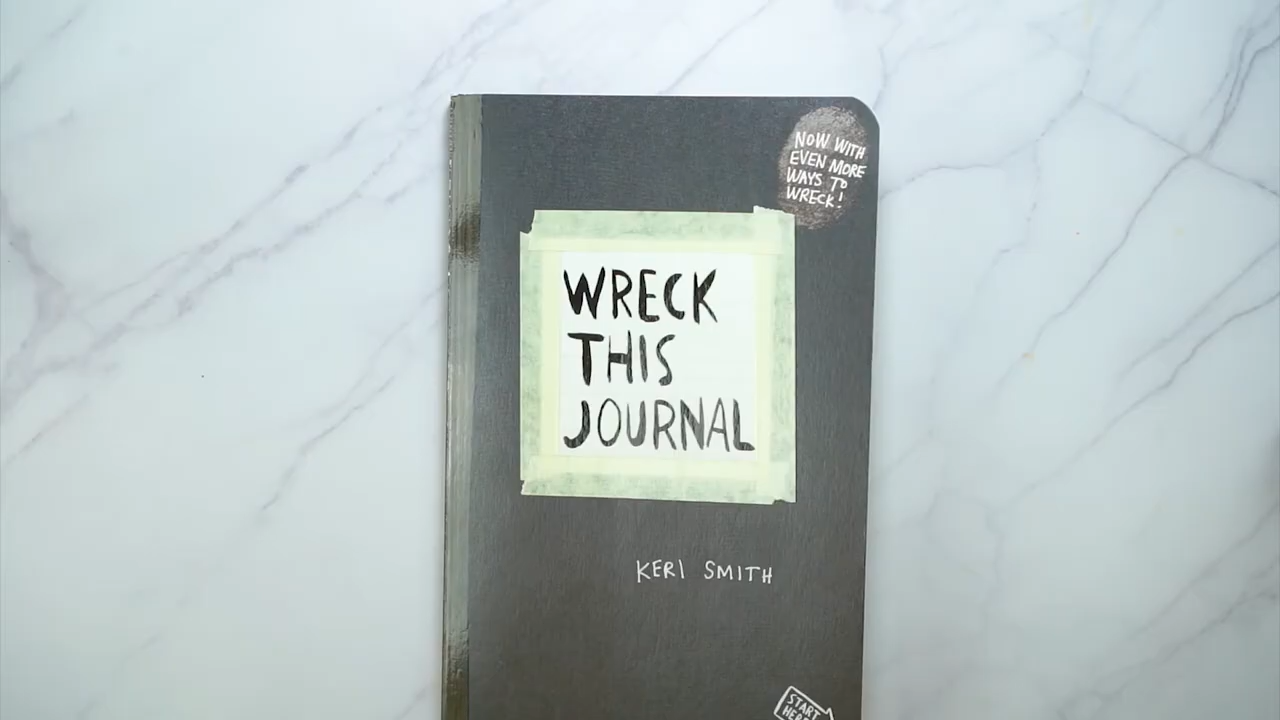 NOW WITH
EVEN MORE
WAYS TO
WRECK!
WRECK
THIS
JOURNAL
KERI SMITH
START
HERE